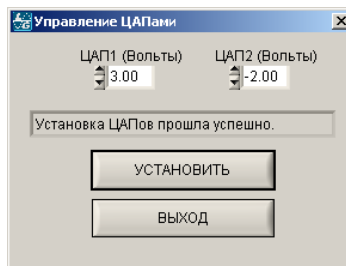 Управление ЦАПами
ЦАП1 (Вольты) ЦАП2 (Вольты)
3.00 -2.00
Установка ЦАПов прошла успешно.
УСТАНОВИТЬ
ВЫХОД